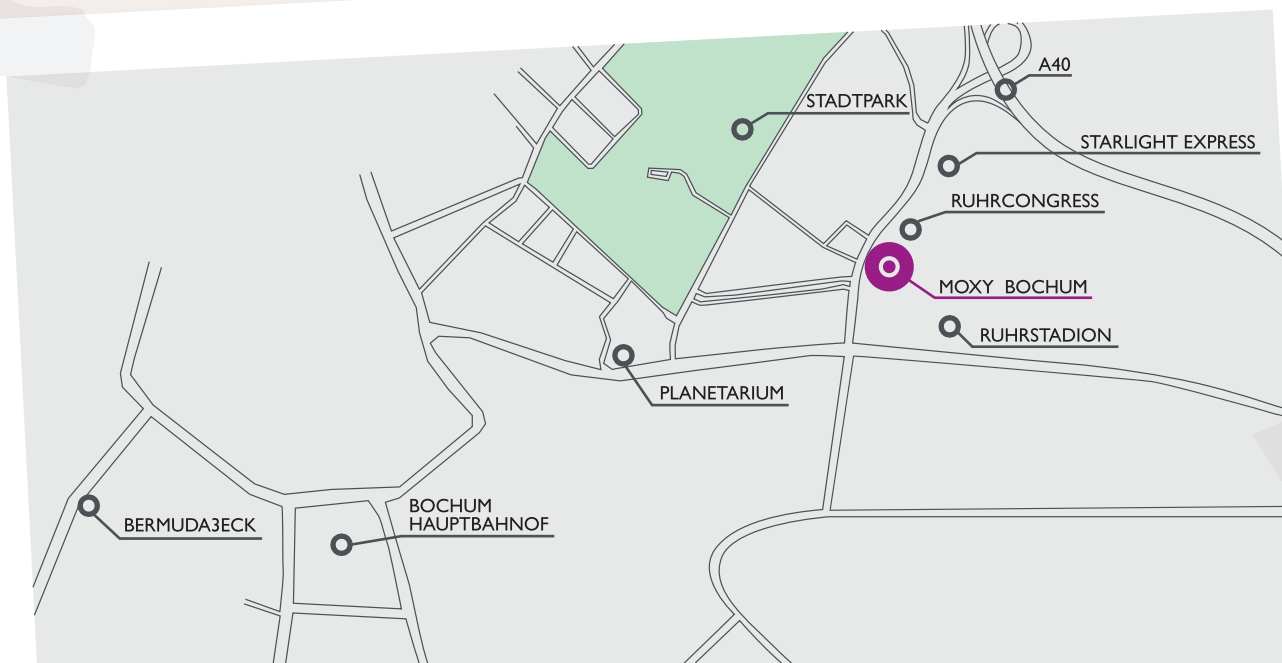 A40
STADTPARK
STARLIGHT EXPRESS
RUHRCONGRESS
MOXY BOCHUM
RUHRSTADION
PLANETARIUM
BOCHUM
HAUPTBAHNOF
BERMUDA3ECK